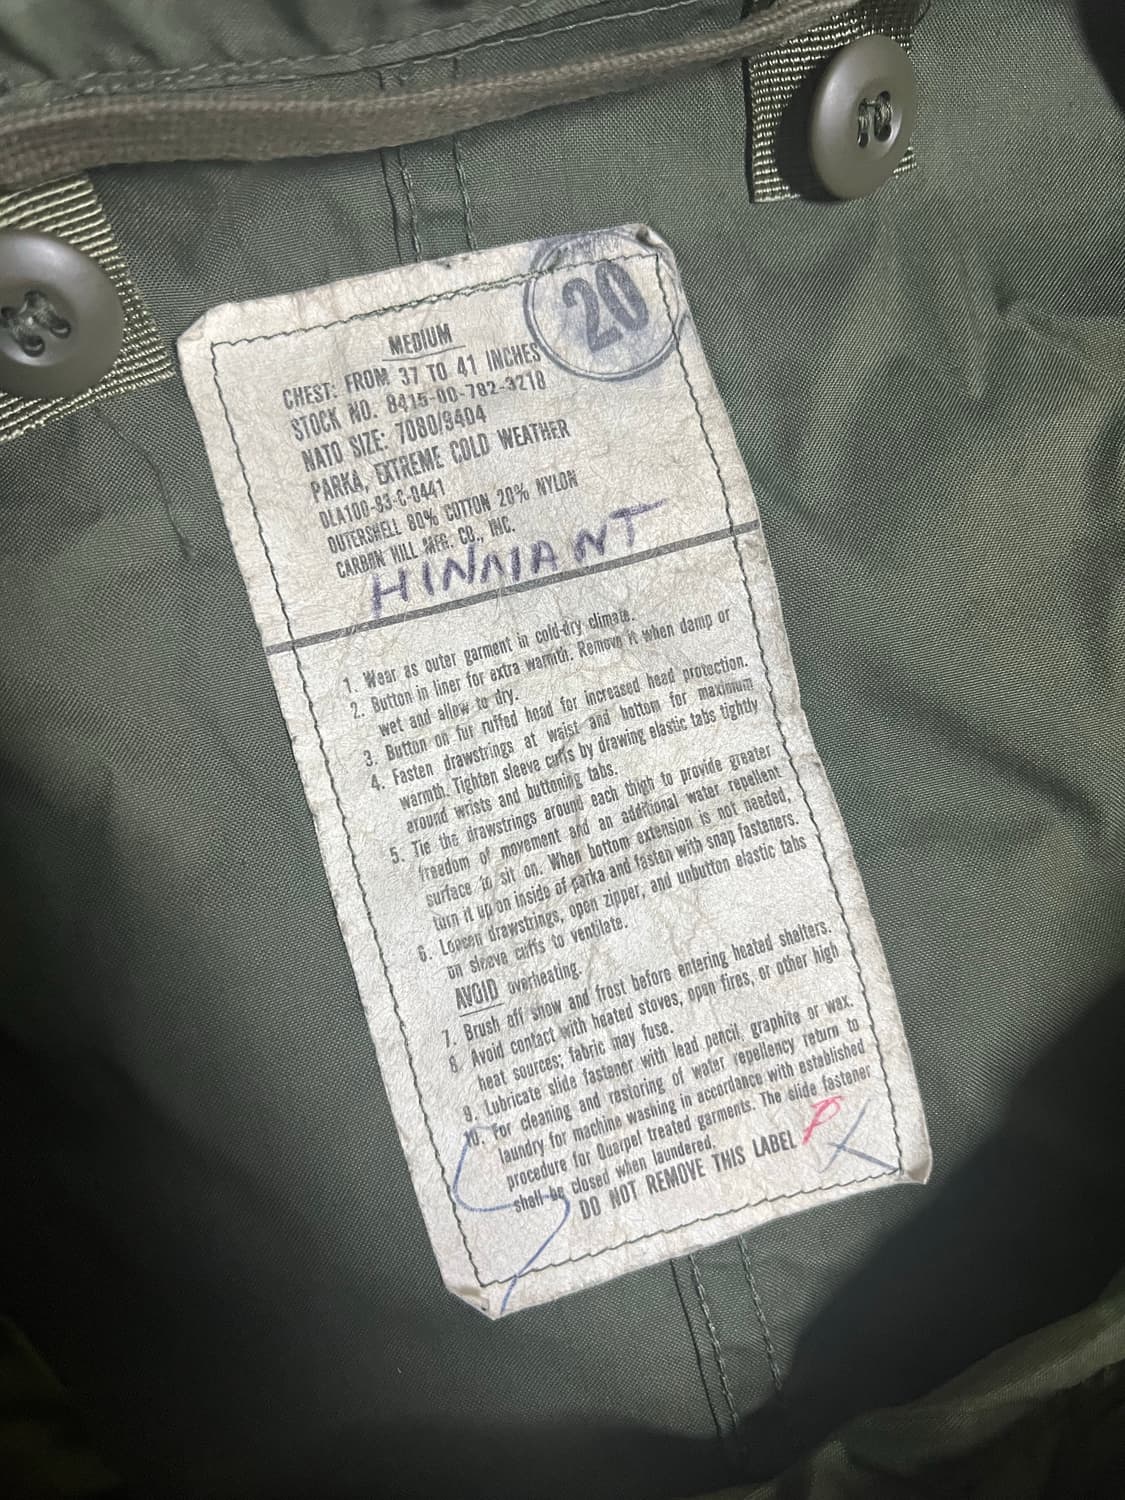 20
MEDIUM
CHEST: FROM 37 TO 41 INCHES
STOCK NO. 8415-00-782-3218
NATO SIZE: 7080/9404
PARKA, EXTREME COLD WEATHER
DLA100-83-C-0441
OUTERSHELL 80% COTTON 20% NYLON
CARBON HILL MFG. CO., INC.
HINNANT
1. Wear as outer garment in cold-dry climate.
2. Button in liner for extra warmth. Remove it when damp or
wet and allow to dry.
3. Button on fur ruffed hood for increased head protection.
4. Fasten drawstrings at waist and bottom for maximum
warmth. Tighten sleeve cuffs by drawing elastic tabs tightly
around wrists and buttoning tabs.
5. Tie the drawstrings around each thigh to provide greater
freedom of movement and an additional water repellent
surface to sit on. When bottom extension is not needed,
turn it up on inside of parka and fasten with snap fasteners.
6. Loosen drawstrings, open zipper, and unbutton elastic tabs
on sleeve cuffs to ventilate.
AVOID overheating.
7. Brush off snow and frost before entering heated shelters.
8. Avoid contact with heated stoves, open fires, or other high
heat sources; fabric may fuse.
9. Lubricate slide fastener with lead pencil, graphite or wax.
10. For cleaning and restoring of water repellency return to
laundry for machine washing in accordance with established
procedure for Quarpel treated garments. The slide fastener
shall be closed when laundered.
DO NOT REMOVE THIS LABEL P X